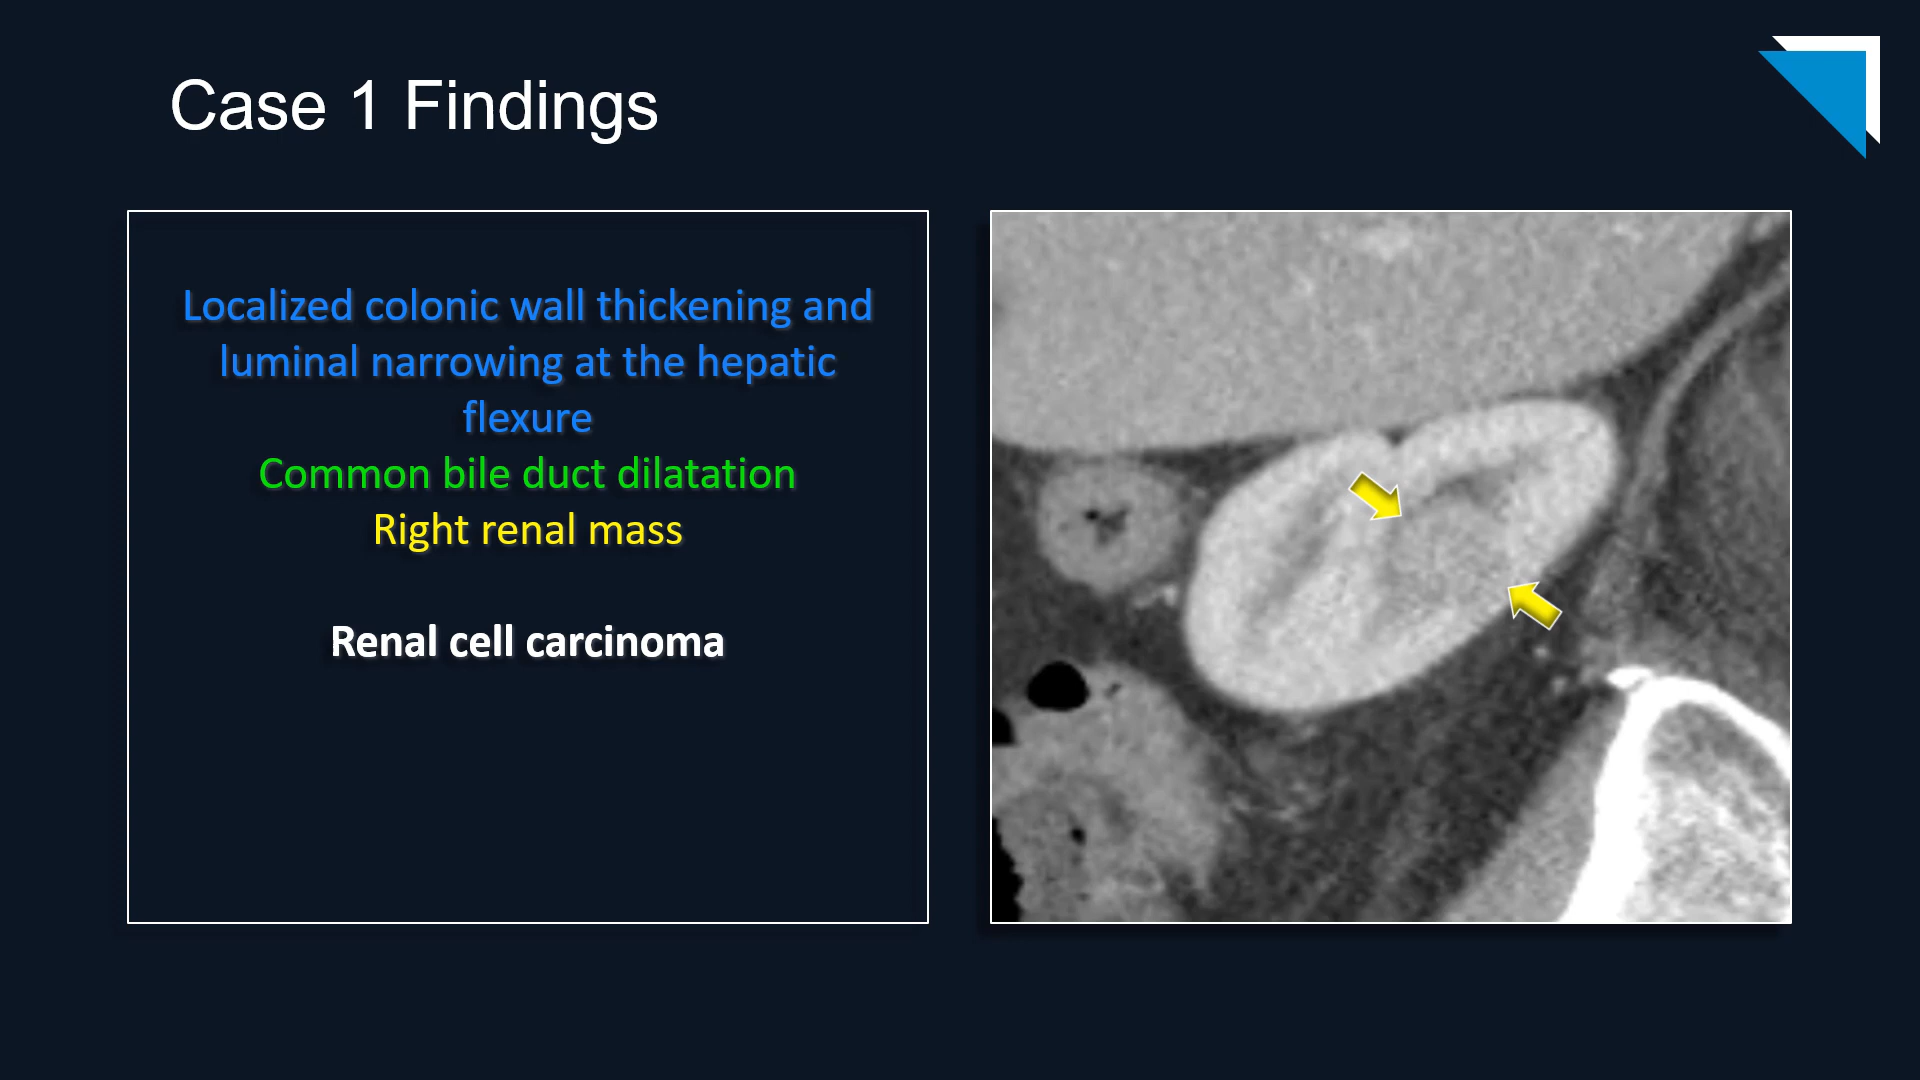 Case 1 Findings
Localized colonic wall thickening and
luminal narrowing at the hepatic
flexure
Common bile duct dilatation
Right renal mass
Renal cell carcinoma